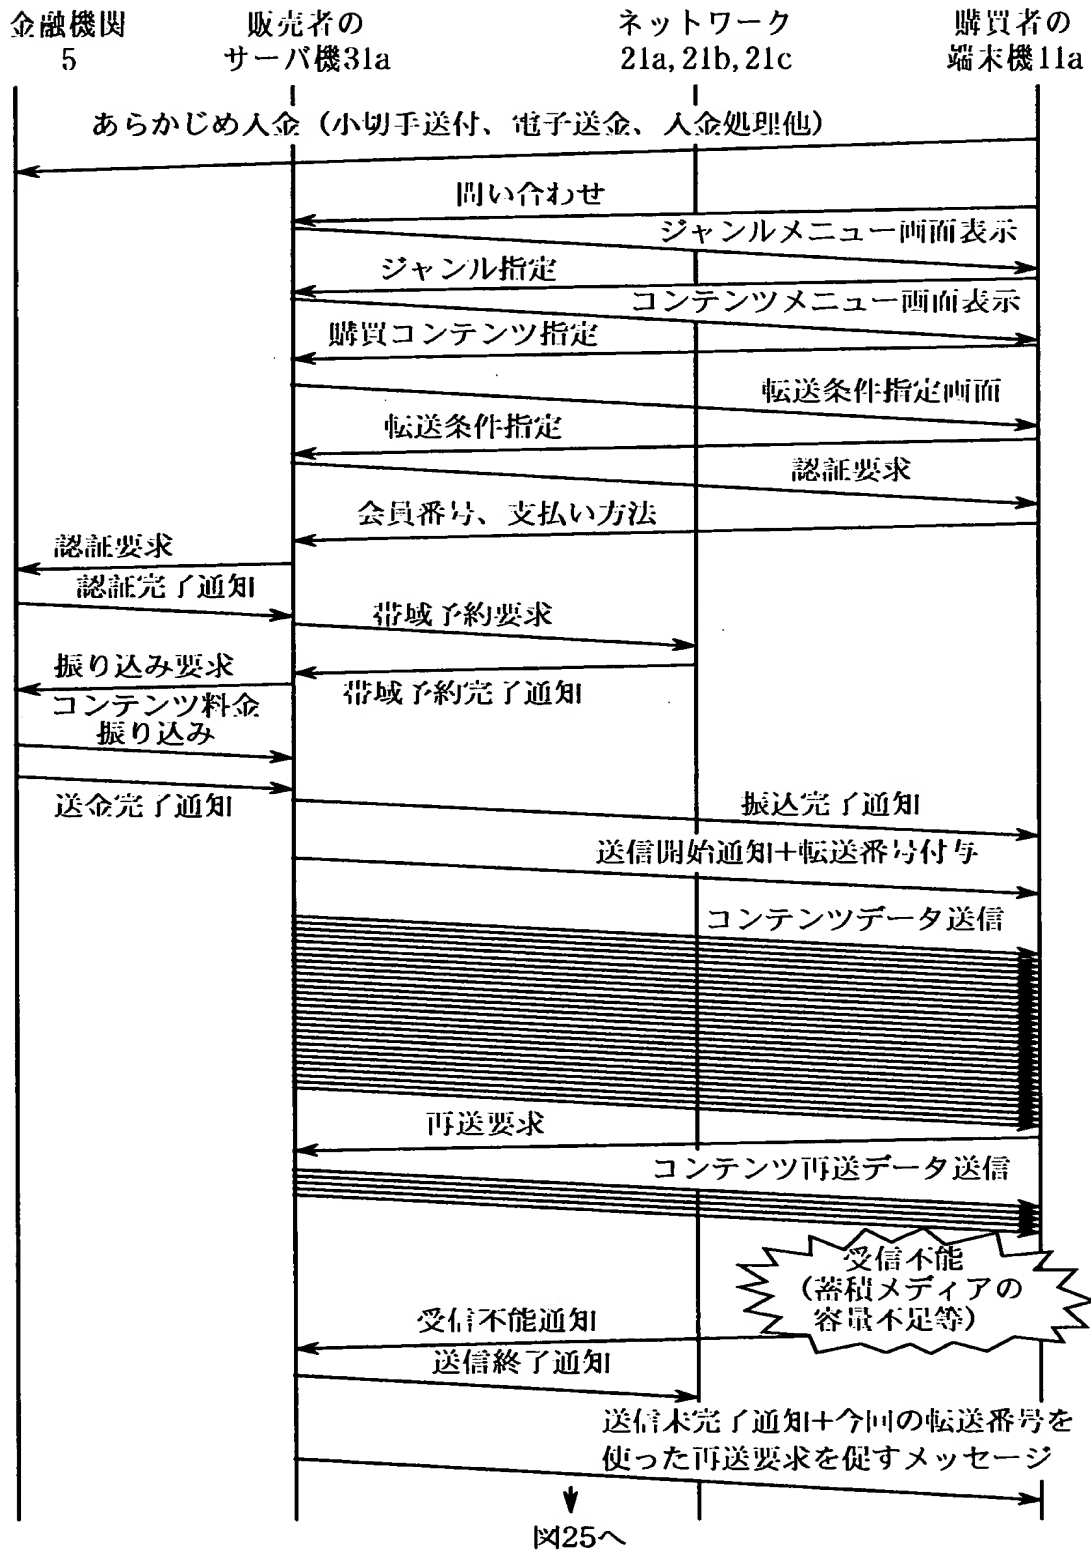 金融機関
5
販売者の
サーバ機31a
ネットワーク
21a,21b,21c
購買者の
端末機11a
あらかじめ入金（小切手送付、電子送金、入金処理他）
問い合わせ
ジャンルメニュー画面表示
ジャンル指定
コンテンツメニュー画面表示
購買コンテンツ指定
転送条件指定画面
転送条件指定
認証要求
会員番号、支払い方法
認証要求
認証完了通知
帯域予約要求
振り込み要求
帯域予約完了通知
コンテンツ料金
振り込み
送金完了通知
振込完了通知
送信開始通知+転送番号付与
コンテンツデータ送信
再送要求
コンテンツ再送データ送信
受信不能
（蓄積メディアの
容量不足等）
受信不能通知
送信終了通知
送信未完了通知+今回の転送番号を
使った再送要求を促すメッセージ
図25へ